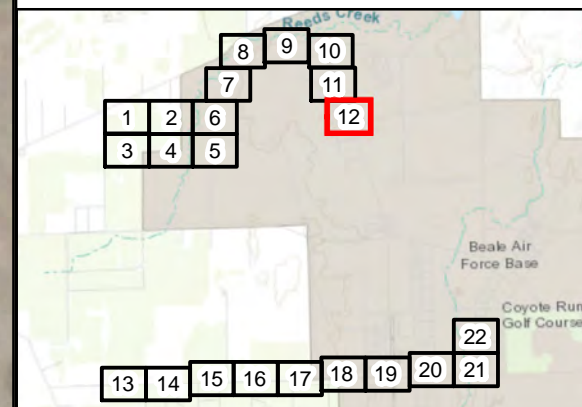 Reeds Creek
8 9 10
7 11
1 2 6 12
3 4 5
Beale Air
Force Base
Coyote Run
Golf Course
22
13 14 15 16 17 18 19 20 21